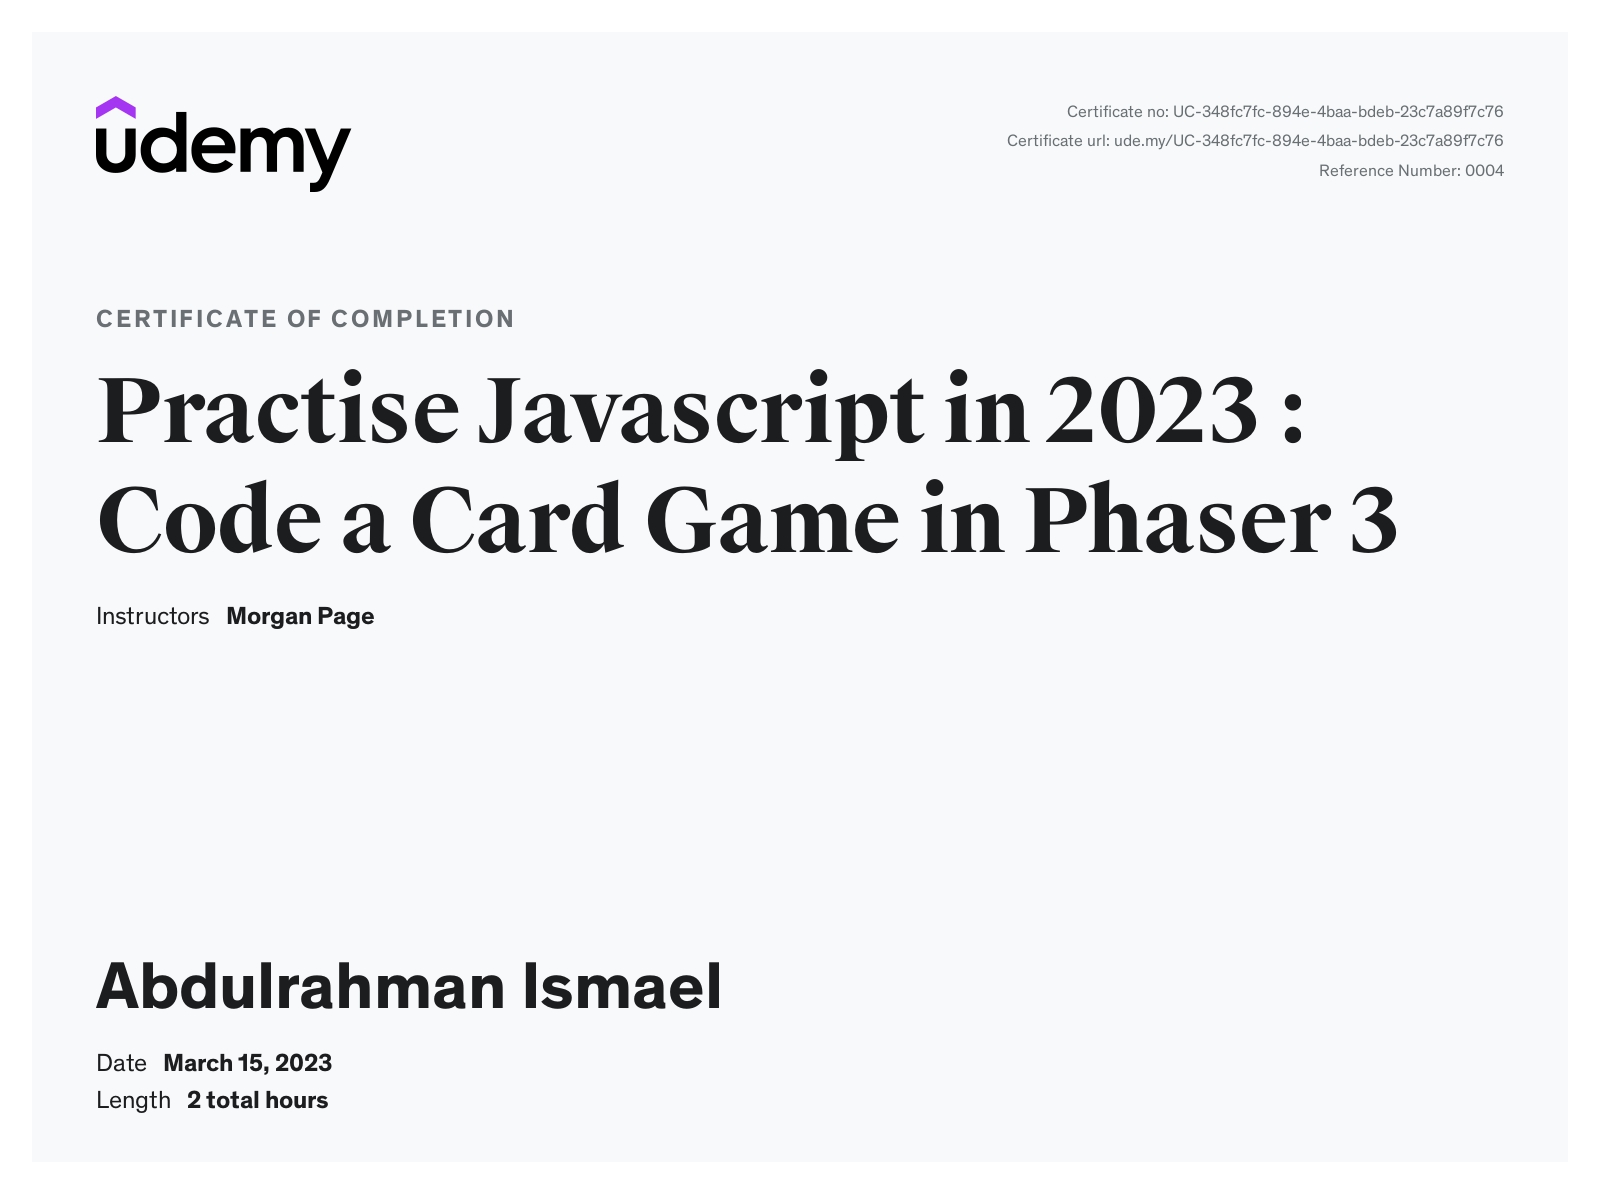 udemy
Certificate no: UC-348fc7fc-894e-4baa-bdeb-23c7a89f7c76
Certificate url: ude.my/UC-348fc7fc-894e-4baa-bdeb-23c7a89f7c76
Reference Number: 0004
CERTIFICATE OF COMPLETION
Practise Javascript in 2023 :
Code a Card Game in Phaser 3
Instructors Morgan Page
Abdulrahman Ismael
Date March 15, 2023
Length 2 total hours